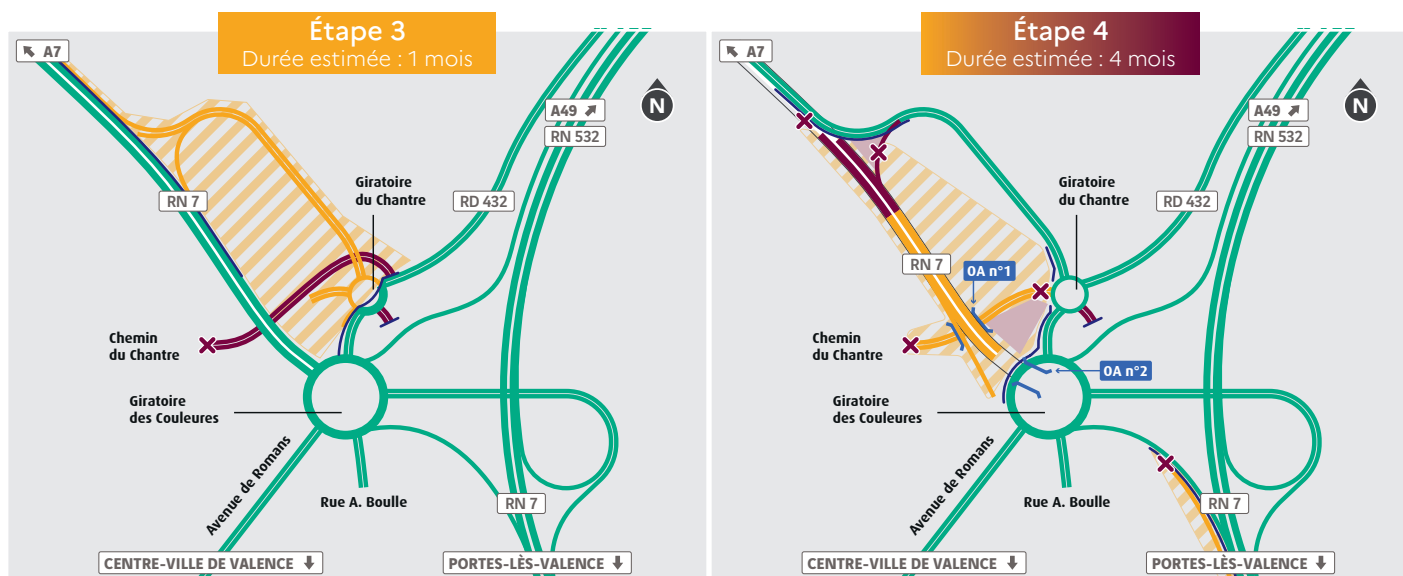 Étape 3
Durée estimée : 1 mois
A7
N
A49
RN 532
Giratoire
du Chantre
RD 432
RN 7
Chemin
du Chantre
Giratoire
des Couleures
Avenue de Romans
Rue A. Boulle
RN 7
CENTRE-VILLE DE VALENCE
PORTES-LÈS-VALENCE
Étape 4
Durée estimée : 4 mois
A7
N
A49
RN 532
Giratoire
du Chantre
RD 432
RN 7
OA n°1
Chemin
du Chantre
OA n°2
Giratoire
des Couleures
Avenue de Romans
Rue A. Boulle
RN 7
CENTRE-VILLE DE VALENCE
PORTES-LÈS-VALENCE